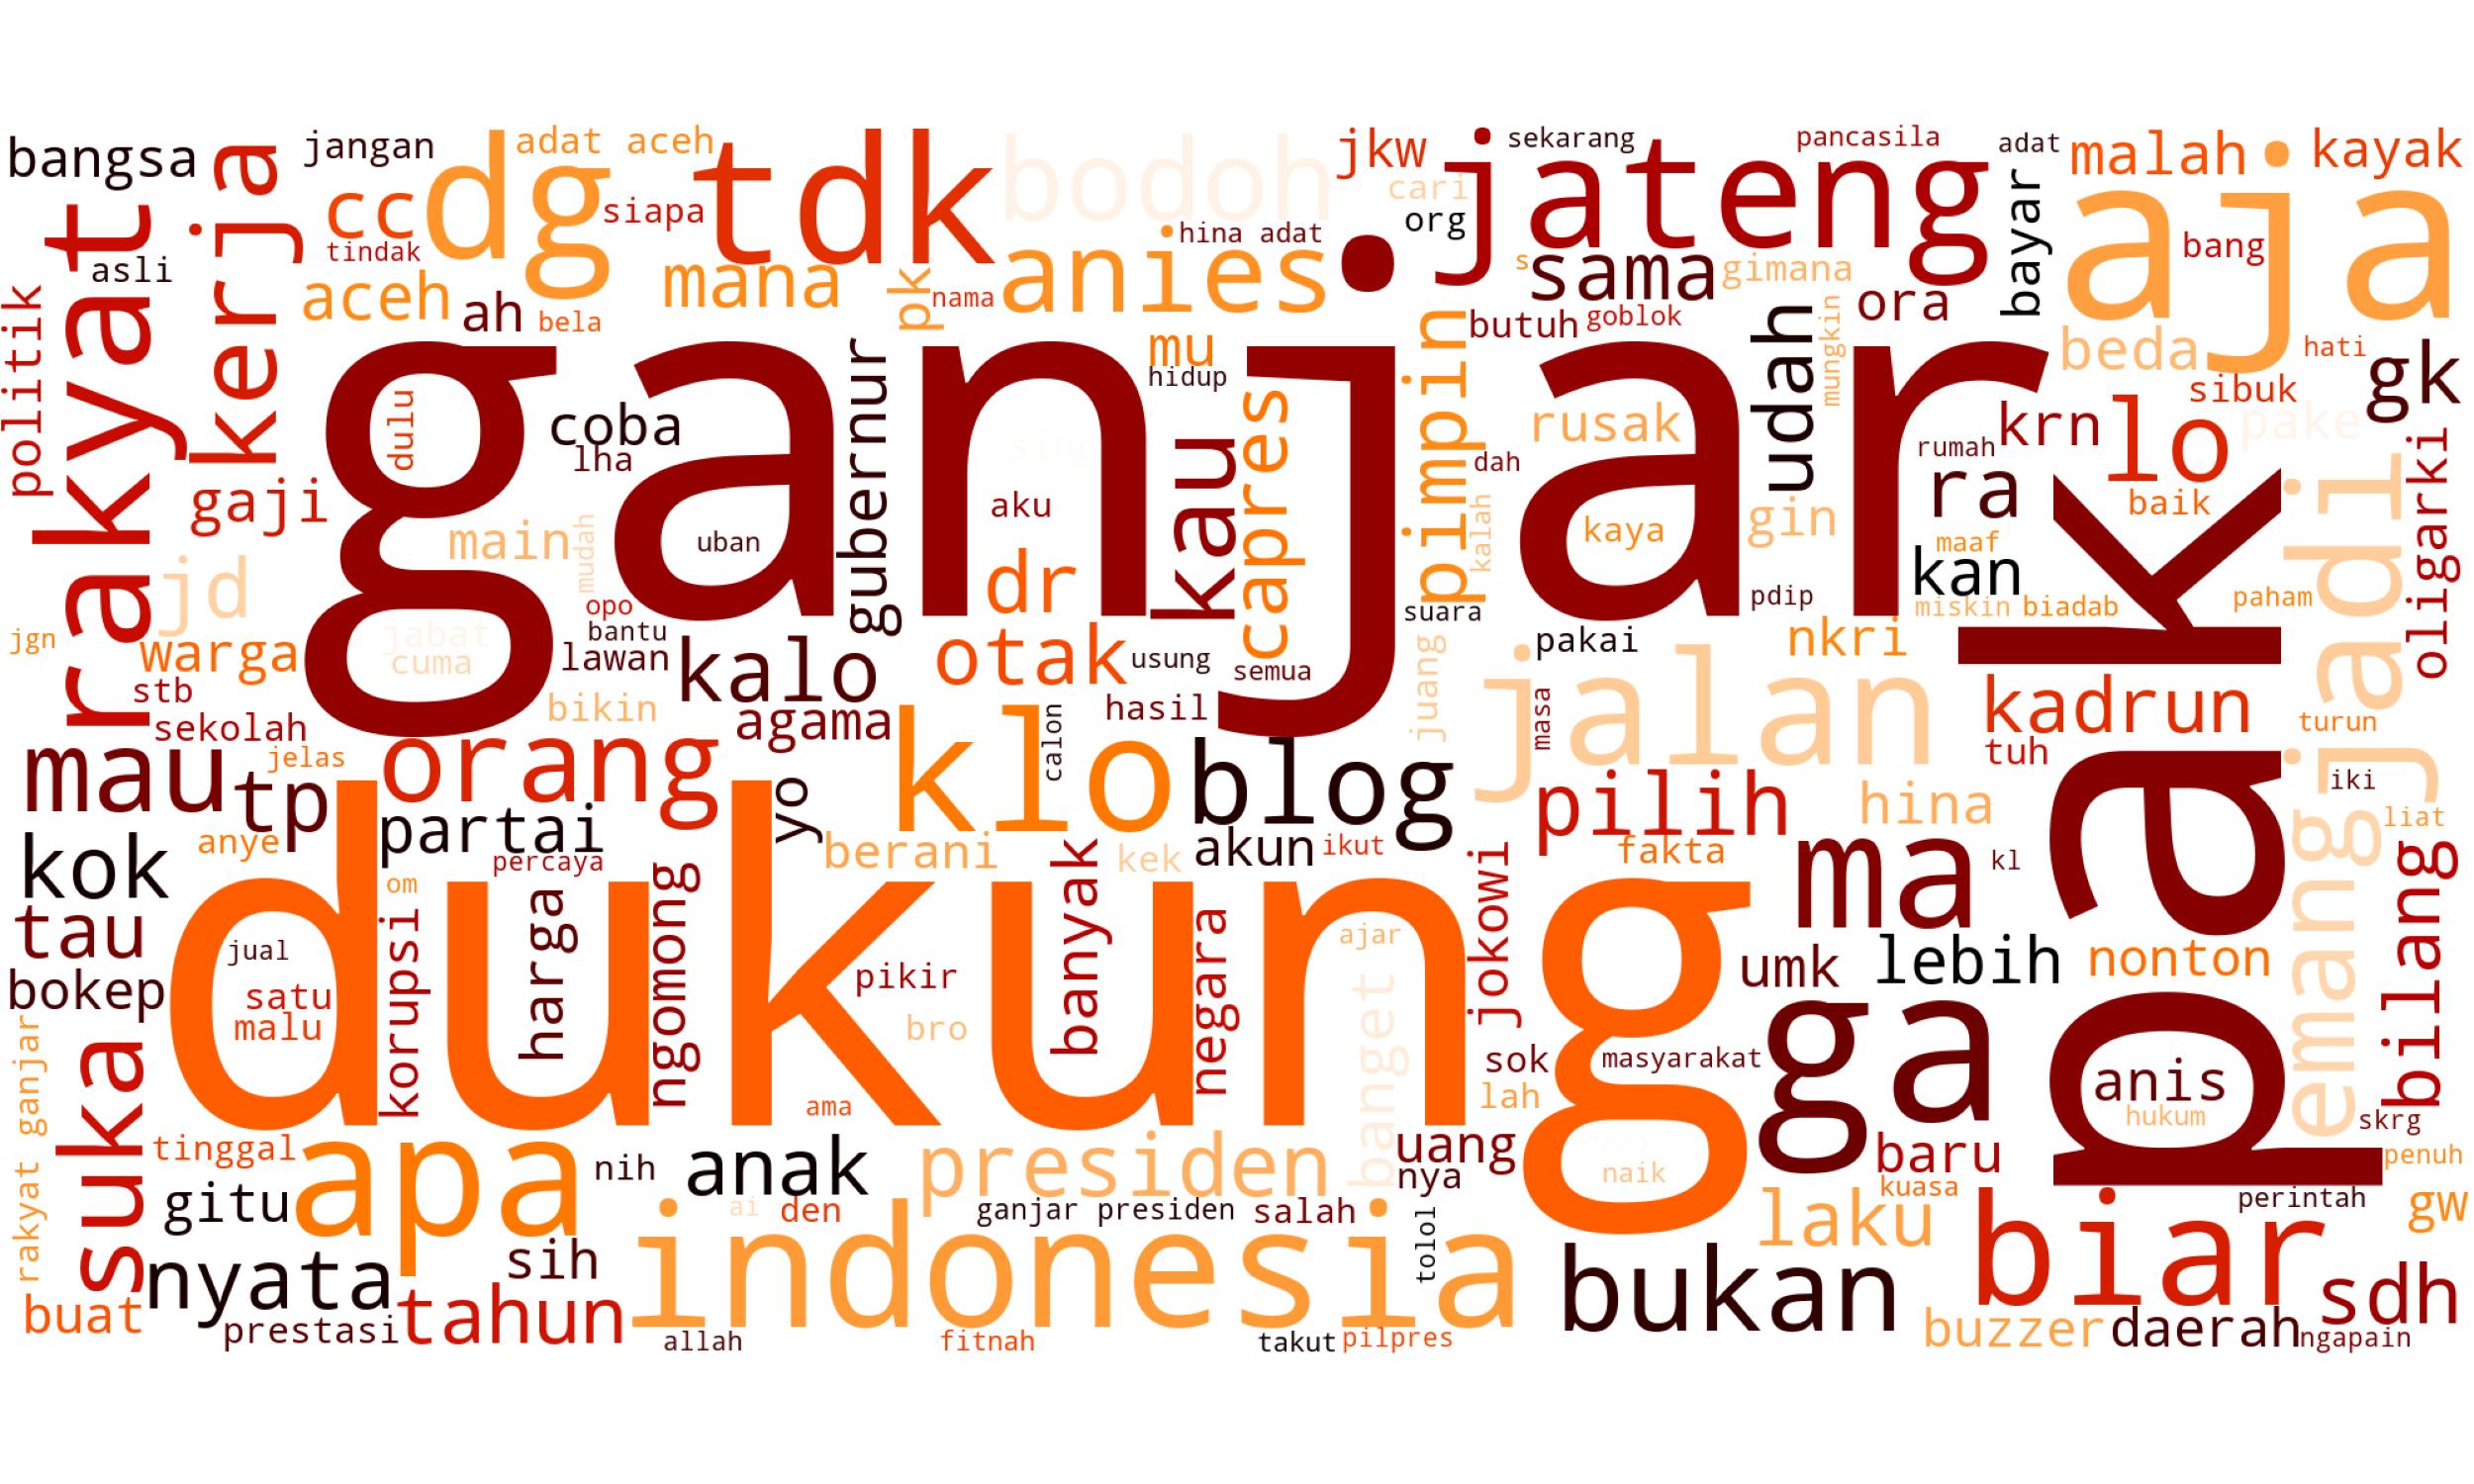 bangsa
jangan
adat aceh
tdk
bodoh
jkw
jateng
sekarang
pancasila
adat
malah
kayak
kerja
cc
dg
siapa
cari
org
hina adat
bayar
aja
bang
rakyat
asli
tindak
aceh
ah
bela
mana
pk
nama
anies
s
sama
gimana
ora
politik
mu
hidup
butuh
goblok
mungkin
beda
hati
gk
ganjar
dulu
coba
lha
gubernur
kau
capres
pimpin
rusak
udah
krn
lo
sibuk
pake
rumah
dah
ra
baik
gaji
main
mudah
uban
aku
kalah
kaya
gin
maaf
kan
oligarki
jadi
jd
opo
bantu
dr
suara
pdip
miskin
biadab
paham
jgn
warga
jabat
cuma
lawan
kalo
otak
usung
semua
juang
pakai
nkri
pak
stb
sekolah
bikin
agama
hasil
masa
jalan
kadrun
turun
mau
jelas
orang
klo
calon
blog
tuh
iki
tp
yo
pilih
hina
kok
anye
partai
percaya
berani
kek
akun
ikut
fakta
ma
kl
liat
emang
bilang
tau
om
dukung
banyak
jokowi
bokep
jual
satu
malu
korupsi
harga
ngomong
pikir
bro
negara
ajar
banget
umk
lebih
nonton
rakyat ganjar
suka
ama
sok
lah
masyarakat
ga
anis
hukum
skrg
tinggal
apa
nih
anak
presiden
uang
nya
naik
baru
kuasa
penuh
gitu
ai
den
ganjar presiden
salah
tolol
laku
biar
perintah
gw
nyata
sih
indonesia
bukan
sdh
buat
prestasi
tahun
allah
fitnah
takut
pilpres
buzzer
daerah
ngapain